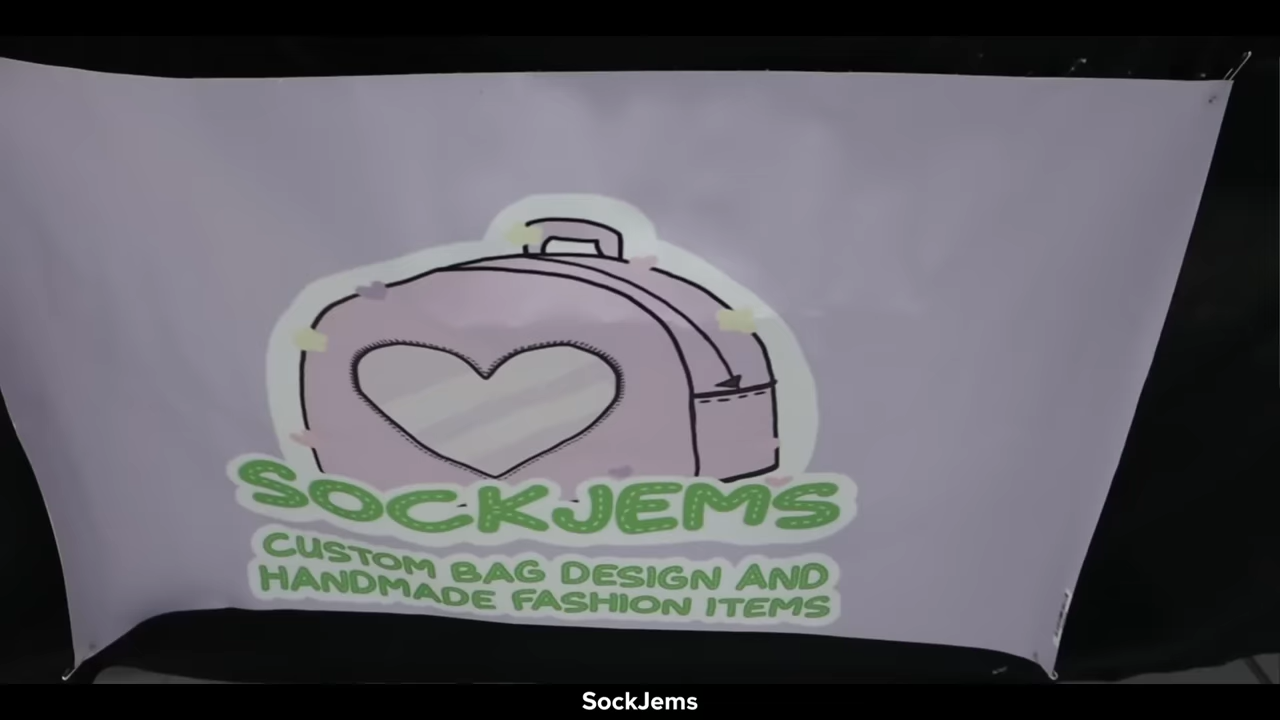 SOCKJEMS
CUSTOM BAG DESIGN AND
HANDMADE FASHION ITEMS
SockJems